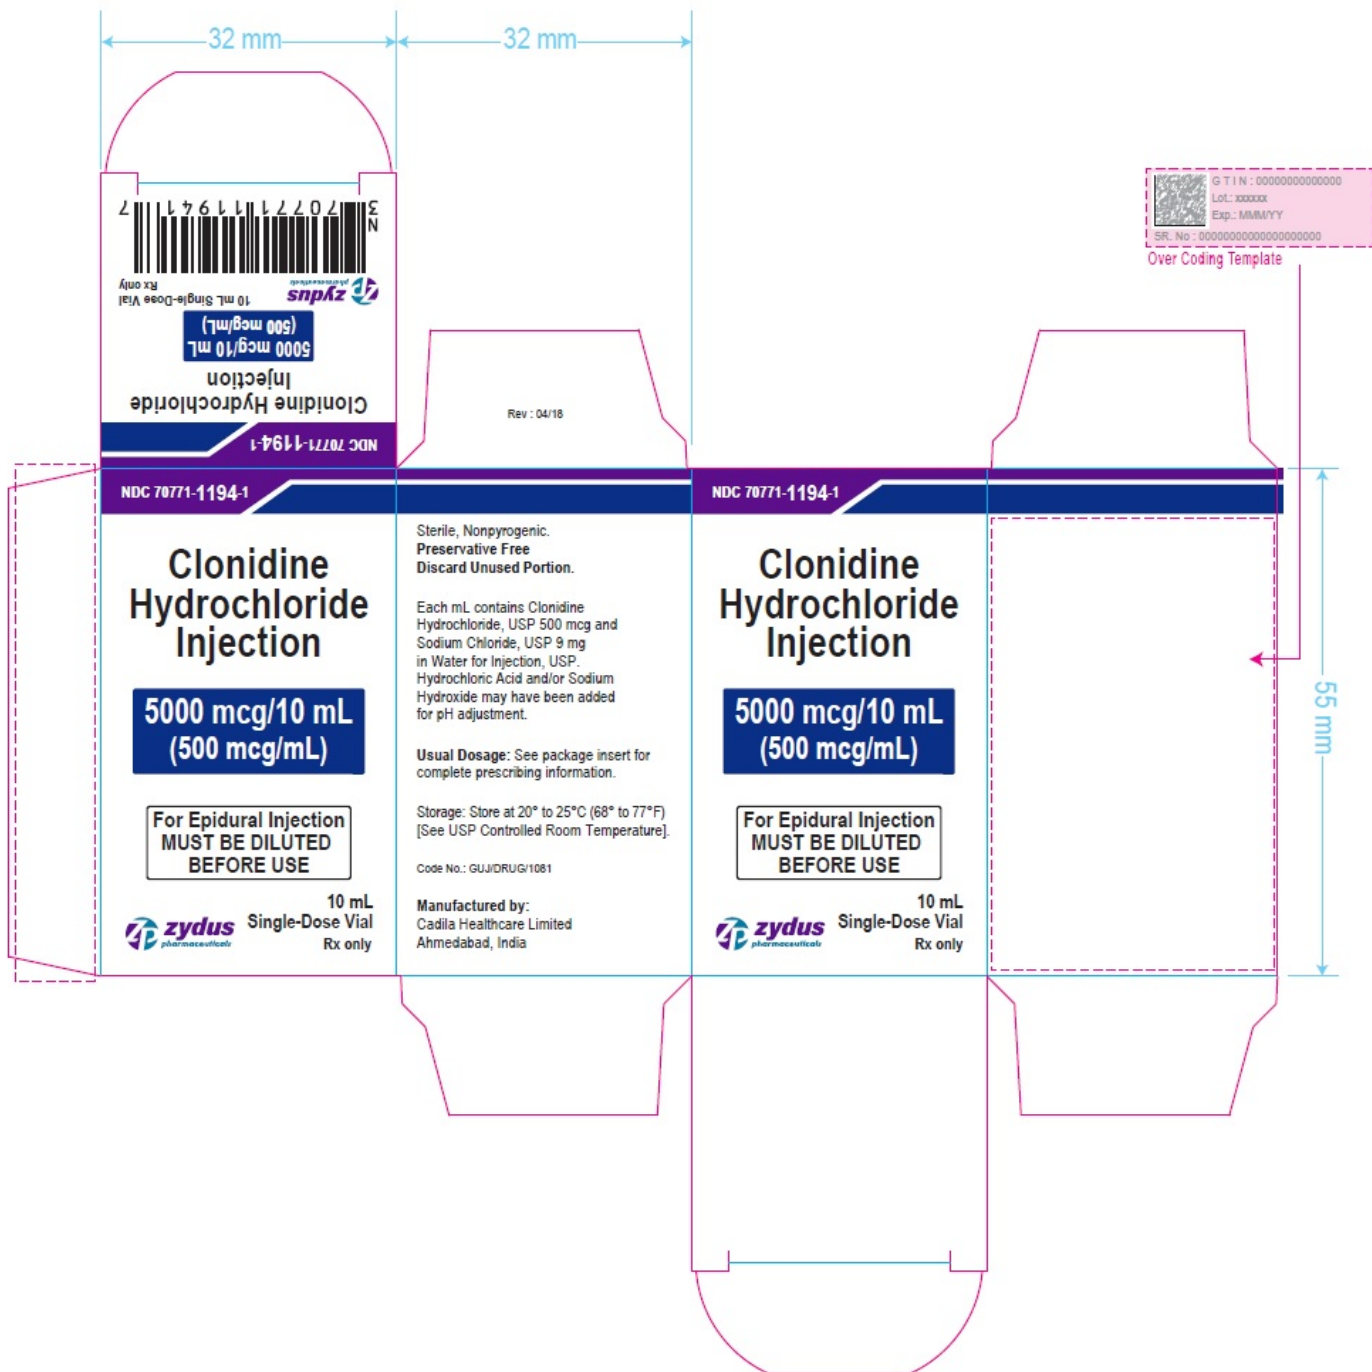 32 mm
32 mm
G T I N : 00000000000000
Lot.: xxxxxx
Exp.: MMM/YY
SR. No : 00000000000000000000
Over Coding Template
N
3 70771 11941 7
zydus
pharmaceuticals
10 mL Single-Dose Vial
Rx only
5000 mcg/10 mL
(500 mcg/mL)
Clonidine Hydrochloride
Injection
NDC 70771-1194-1
Rev : 04/18
NDC 70771-1194-1
Clonidine
Hydrochloride
Injection
5000 mcg/10 mL
(500 mcg/mL)
For Epidural Injection
MUST BE DILUTED
BEFORE USE
10 mL
Single-Dose Vial
Rx only
zydus
pharmaceuticals
Sterile, Nonpyrogenic.
Preservative Free
Discard Unused Portion.
Each mL contains Clonidine
Hydrochloride, USP 500 mcg and
Sodium Chloride, USP 9 mg
in Water for Injection, USP.
Hydrochloric Acid and/or Sodium
Hydroxide may have been added
for pH adjustment.
Usual Dosage: See package insert for
complete prescribing information.
Storage: Store at 20° to 25°C (68° to 77°F)
[See USP Controlled Room Temperature].
Code No.: GUJ/DRUG/1081
Manufactured by:
Cadila Healthcare Limited
Ahmedabad, India
NDC 70771-1194-1
Clonidine
Hydrochloride
Injection
5000 mcg/10 mL
(500 mcg/mL)
For Epidural Injection
MUST BE DILUTED
BEFORE USE
10 mL
Single-Dose Vial
Rx only
zydus
pharmaceuticals
55 mm